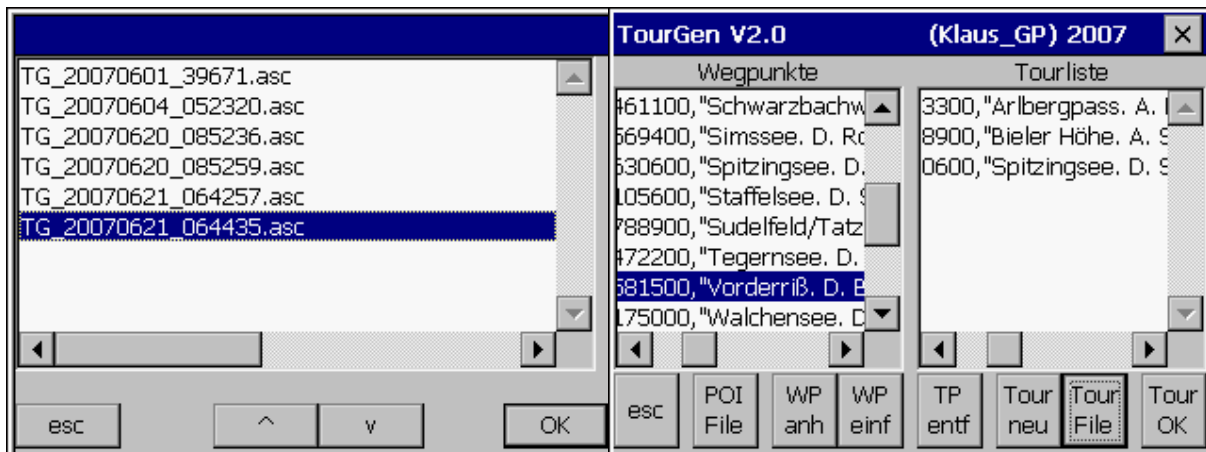 TG_20070601_39671.asc
TG_20070604_052320.asc
TG_20070620_085236.asc
TG_20070620_085259.asc
TG_20070621_064257.asc
TG_20070621_064435.asc
esc
^
v
OK
TourGen V2.0 (Klaus_GP) 2007
Wegpunkte
461100,"Schwarzbachw
569400,"Simssee. D. Ro
630600,"Spitzingsee. D.
105600,"Staffelsee. D. S
788900,"Sudelfeld/Tatz
472200,"Tegernsee. D.
581500,"Vorderriß. D. B
175000,"Walchensee. D
Tourliste
3300,"Arlbergpass. A.
8900,"Bieler Höhe. A. S
0600,"Spitzingsee. D. S
esc
POI
File
WP
anh
WP
einf
TP
entf
Tour
neu
Tour
File
Tour
OK